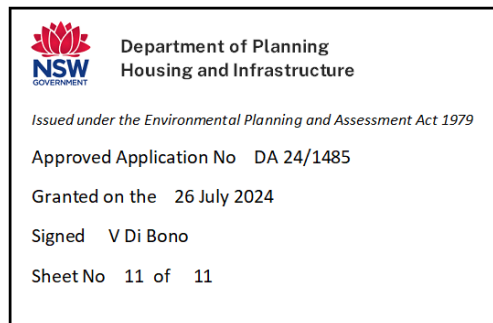 NSW
GOVERNMENT
Department of Planning
Housing and Infrastructure
Issued under the Environmental Planning and Assessment Act 1979
Approved Application No DA 24/1485
Granted on the 26 July 2024
Signed V Di Bono
Sheet No 11 of 11